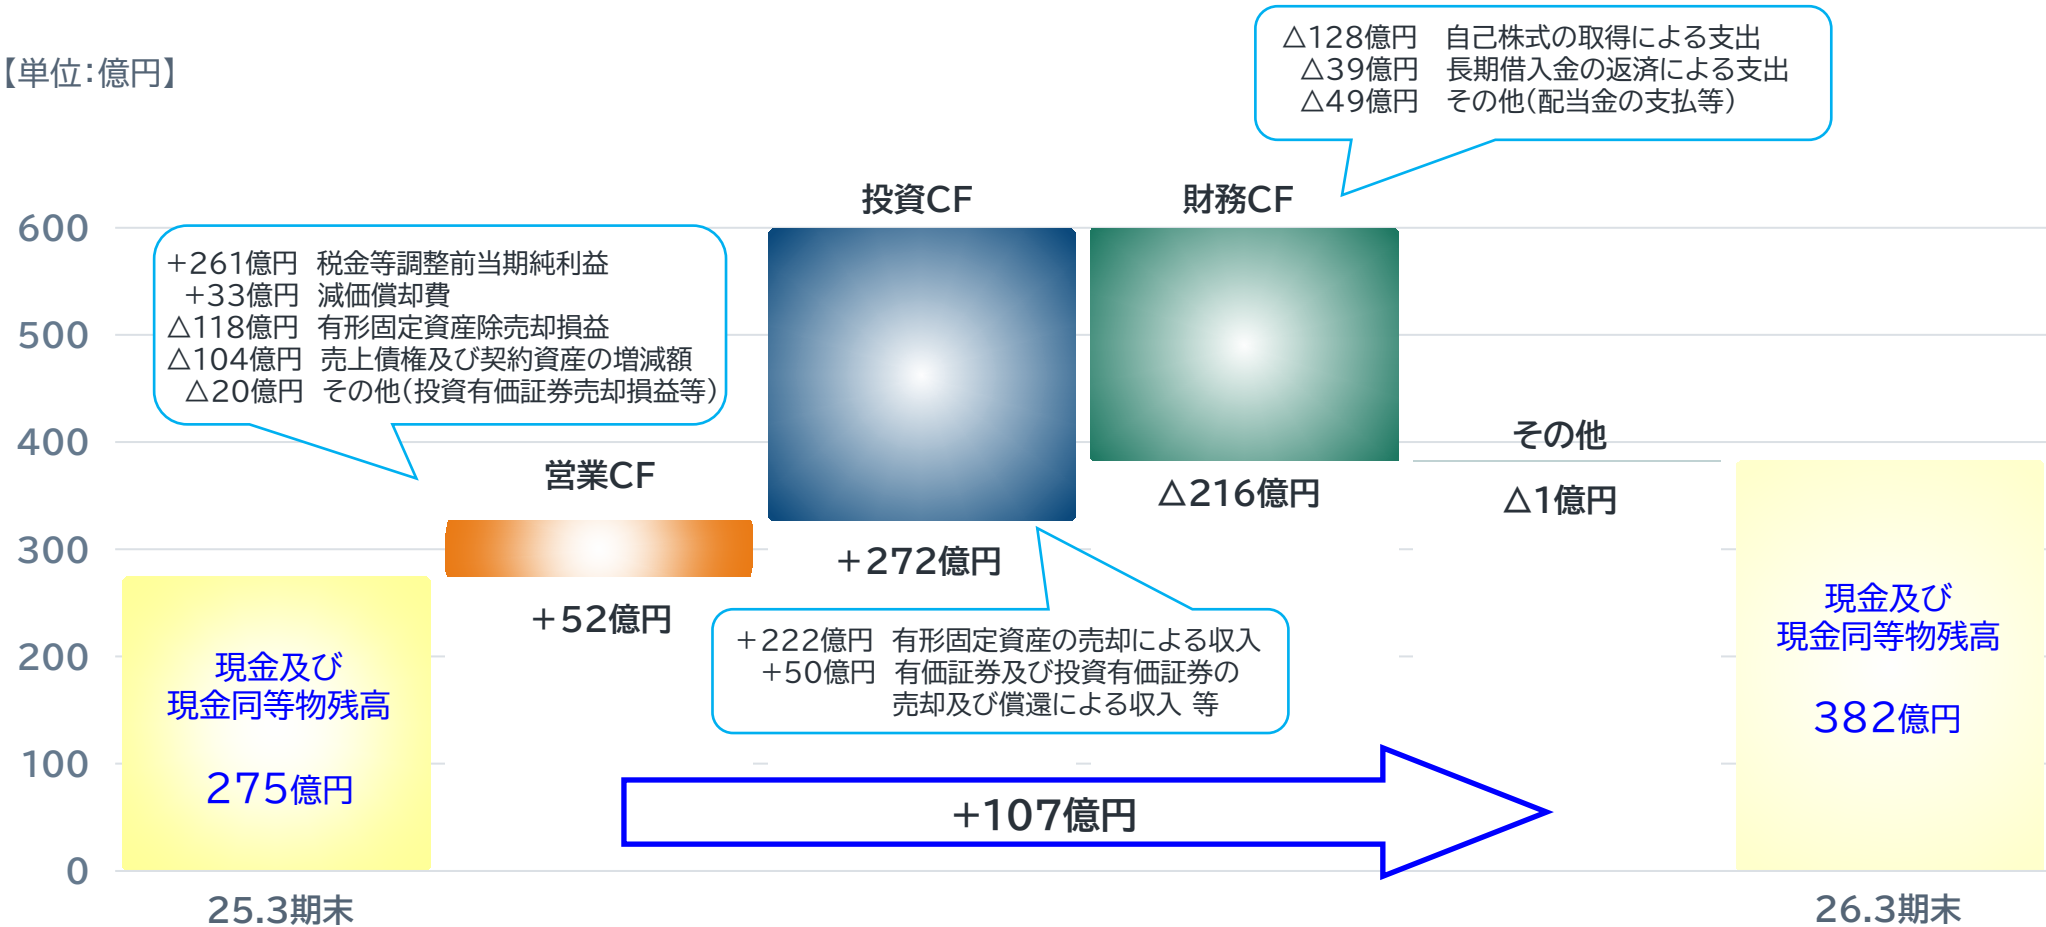 【単位：億円】
△128億円　自己株式の取得による支出
△39億円　長期借入金の返済による支出
△49億円　その他（配当金の支払等）
投資CF
財務CF
600
500
400
300
200
100
0
+261億円　税金等調整前当期純利益
+33億円　減価償却費
△118億円　有形固定資産除売却損益
△104億円　売上債権及び契約資産の増減額
△20億円　その他（投資有価証券売却損益等）
営業CF
+52億円
+272億円
△216億円
その他
△1億円
+222億円　有形固定資産の売却による収入
+50億円　有価証券及び投資有価証券の
売却及び償還による収入 等
現金及び
現金同等物残高
275億円
現金及び
現金同等物残高
382億円
+107億円
25.3期末
26.3期末